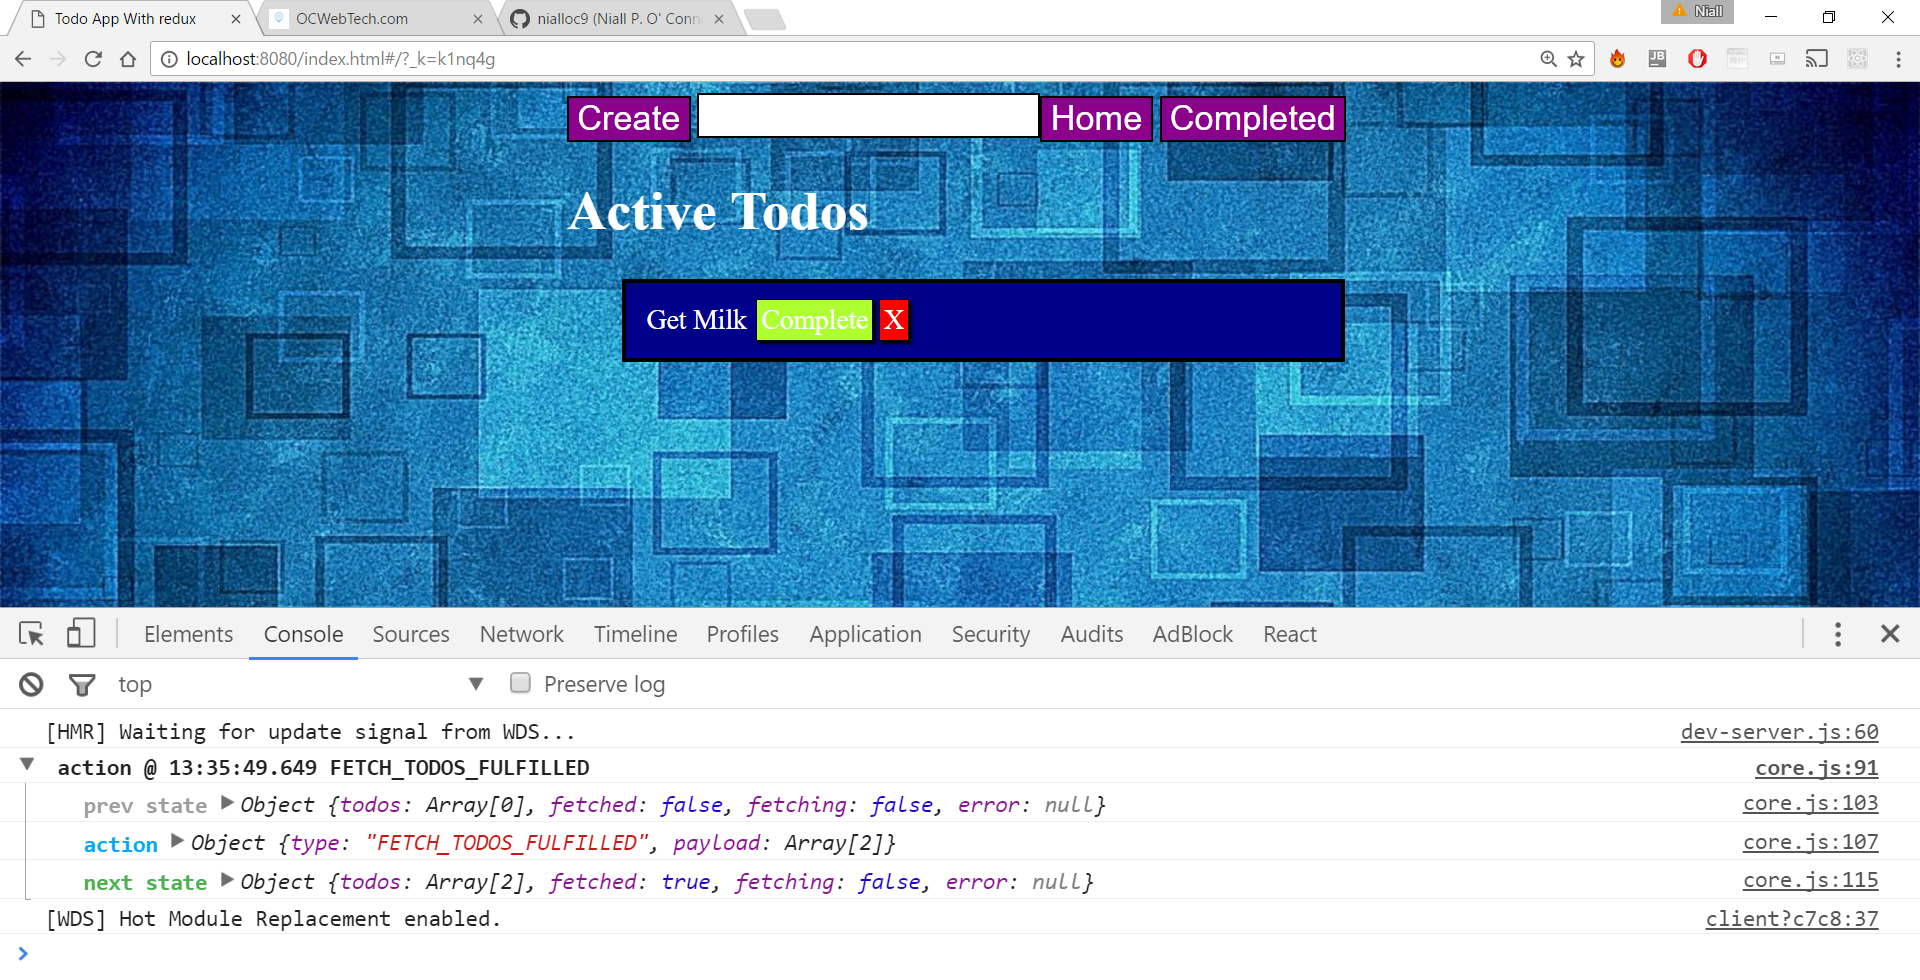 Todo App With redux
OCWebTech.com
nialloc9 (Niall P. O' Conn
Niall
localhost:8080/index.html#/?_k=k1nq4g
Create Home Completed
Active Todos
Get Milk Complete X
Elements Console Sources Network Timeline Profiles Application Security Audits AdBlock React
top Preserve log
[HMR] Waiting for update signal from WDS... dev-server.js:60
action @ 13:35:49.649 FETCH_TODOS_FULFILLED core.js:91
prev state Object {todos: Array[0], fetched: false, fetching: false, error: null} core.js:103
action Object {type: "FETCH_TODOS_FULFILLED", payload: Array[2]} core.js:107
next state Object {todos: Array[2], fetched: true, fetching: false, error: null} core.js:115
[WDS] Hot Module Replacement enabled. client?c7c8:37